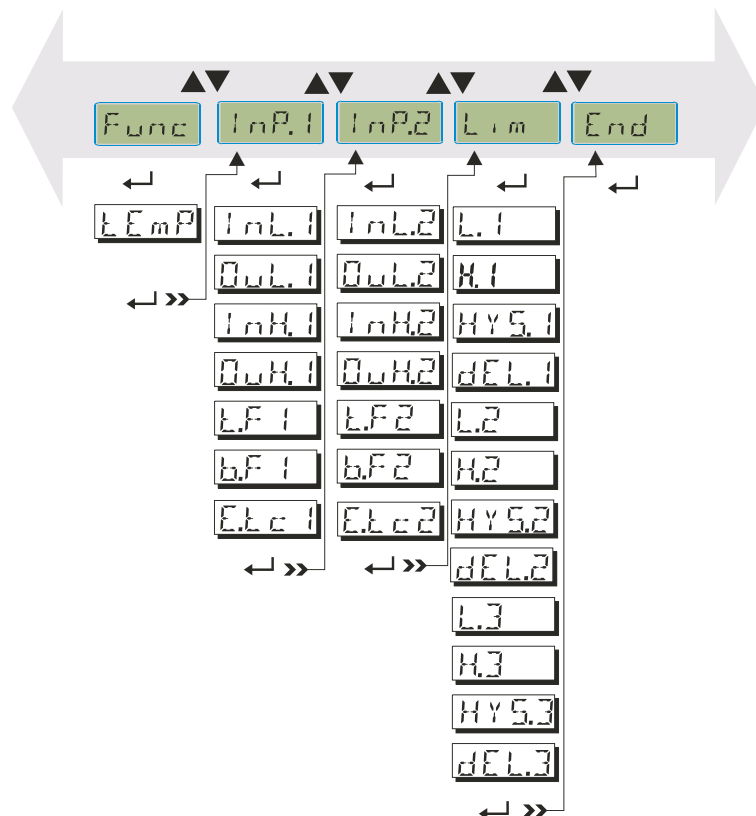 Func
InP.1
InP.2
Lim
End
tEmP
InL.1
OuL.1
InH.1
OuH.1
t.F 1
b.F 1
E.tc 1
InL.2
OuL.2
InH.2
OuH.2
t.F 2
b.F 2
E.tc2
L.1
H.1
HYS.1
dEL.1
L.2
H.2
HYS.2
dEL.2
L.3
H.3
HYS.3
dEL.3